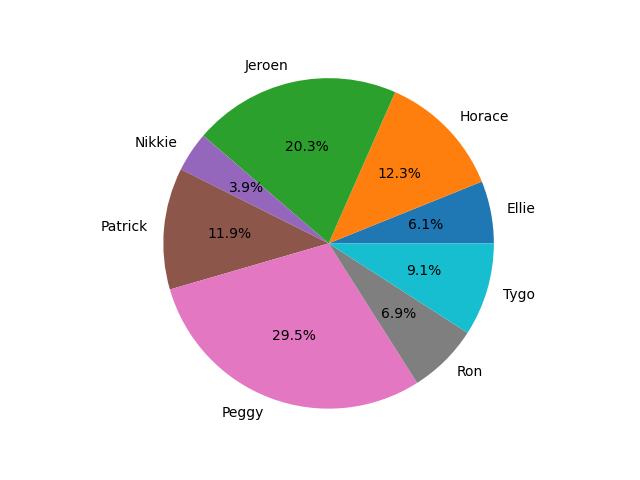 Jeroen
Horace
Nikkie
20.3%
12.3%
3.9%
Ellie
Patrick
11.9%
6.1%
9.1%
Tygo
6.9%
29.5%
Ron
Peggy